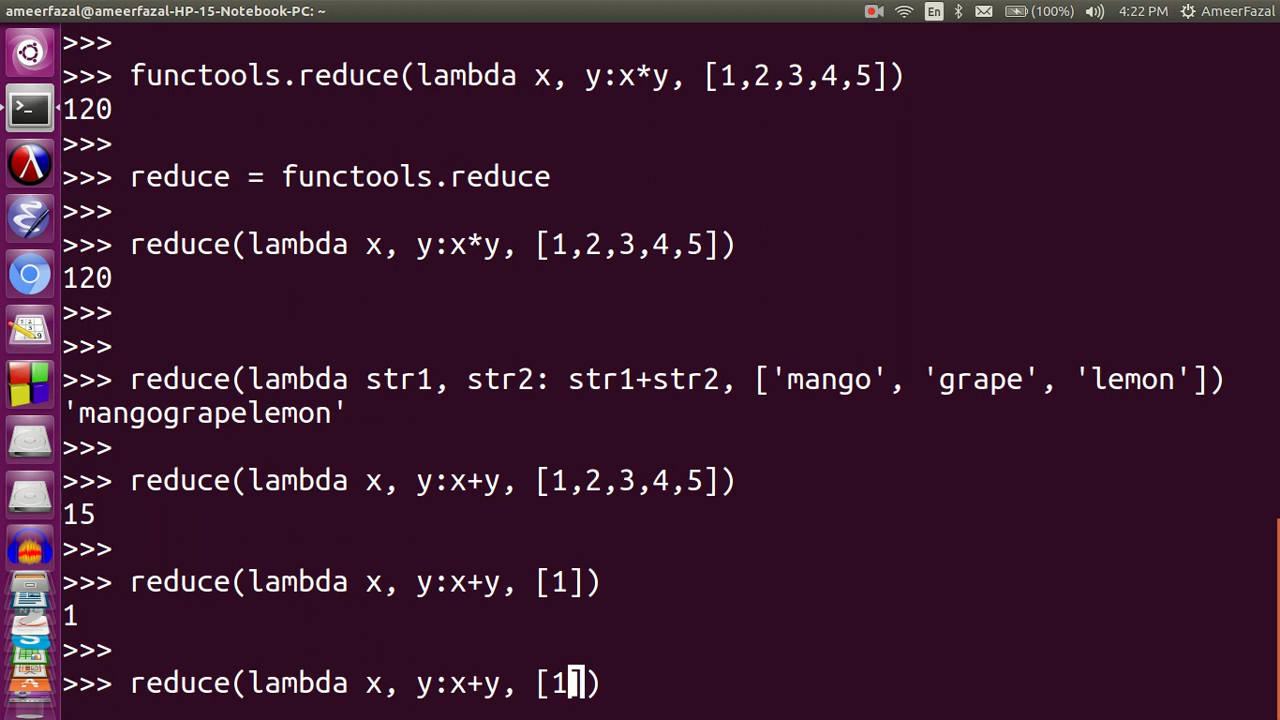 ameerfazal@ameerfazal-HP-15-Notebook-PC: ~ En (100%) 4:22 PM AmeerFazal
>>>
>>> functools.reduce(lambda x, y:x*y, [1,2,3,4,5])
120
>>>
>>> reduce = functools.reduce
>>>
>>> reduce(lambda x, y:x*y, [1,2,3,4,5])
120
>>>
>>>
>>> reduce(lambda str1, str2: str1+str2, ['mango', 'grape', 'lemon'])
'mangograpelemon'
>>>
>>> reduce(lambda x, y:x+y, [1,2,3,4,5])
15
>>>
>>> reduce(lambda x, y:x+y, [1])
1
>>>
>>> reduce(lambda x, y:x+y, [1])